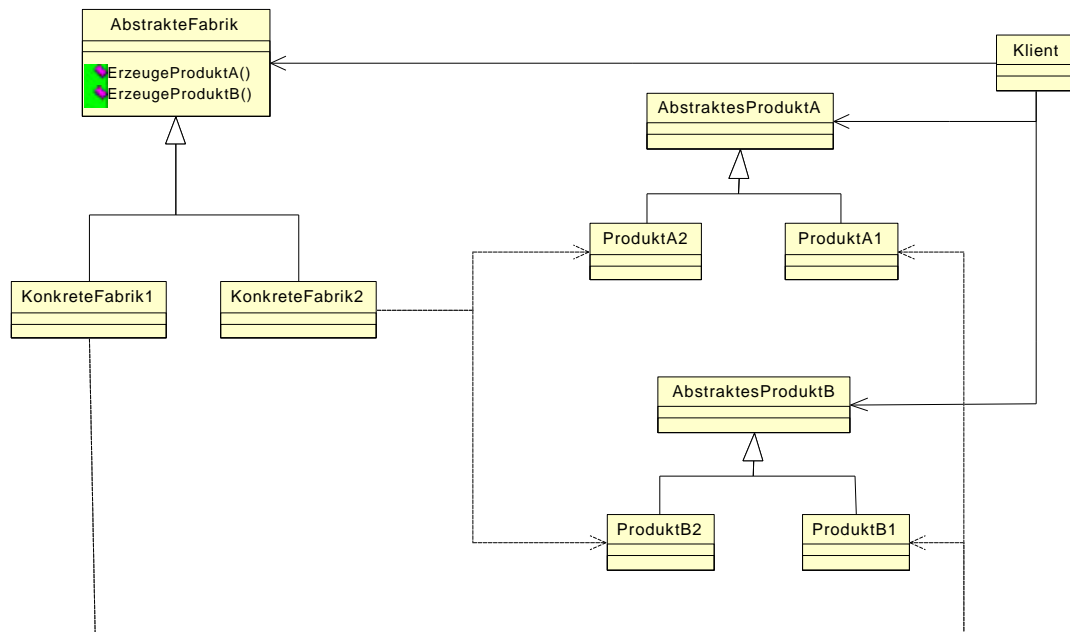 AbstrakteFabrik
ErzeugeProduktA()
ErzeugeProduktB()
Klient
AbstraktesProduktA
ProduktA2
ProduktA1
KonkreteFabrik1
KonkreteFabrik2
AbstraktesProduktB
ProduktB2
ProduktB1